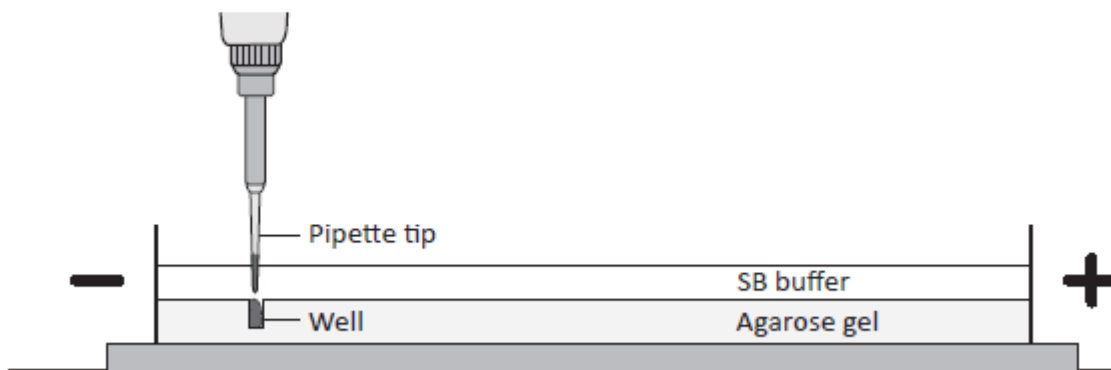 Pipette tip
−
+
SB buffer
Well
Agarose gel